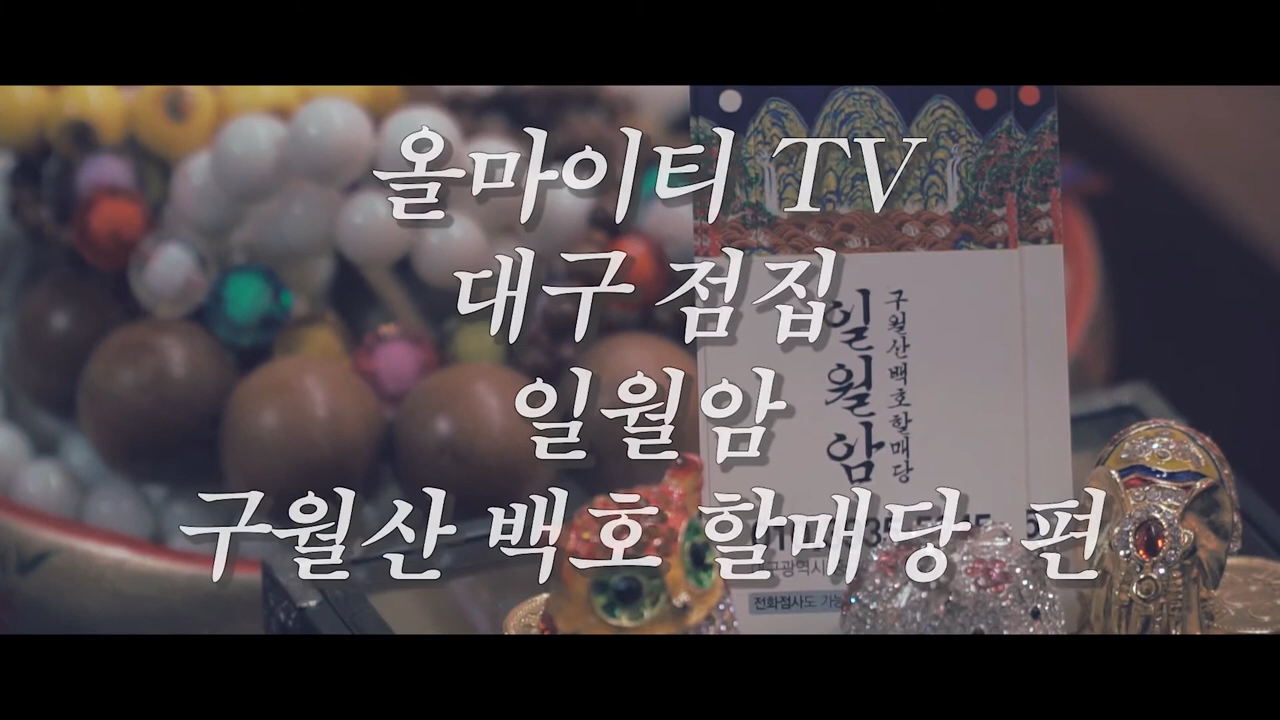 올마이티 TV
대구 점집
일월암
구월산 백호 할매당 편
구월산백호할매당
일월암
전화점사도 가능